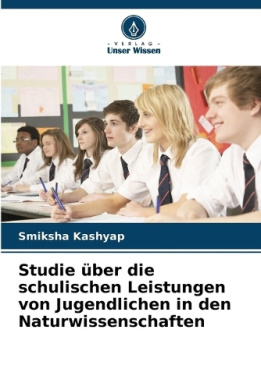 · VERLAG ·
Unser Wissen
Smiksha Kashyap
Studie über die
schulischen Leistungen
von Jugendlichen in den
Naturwissenschaften